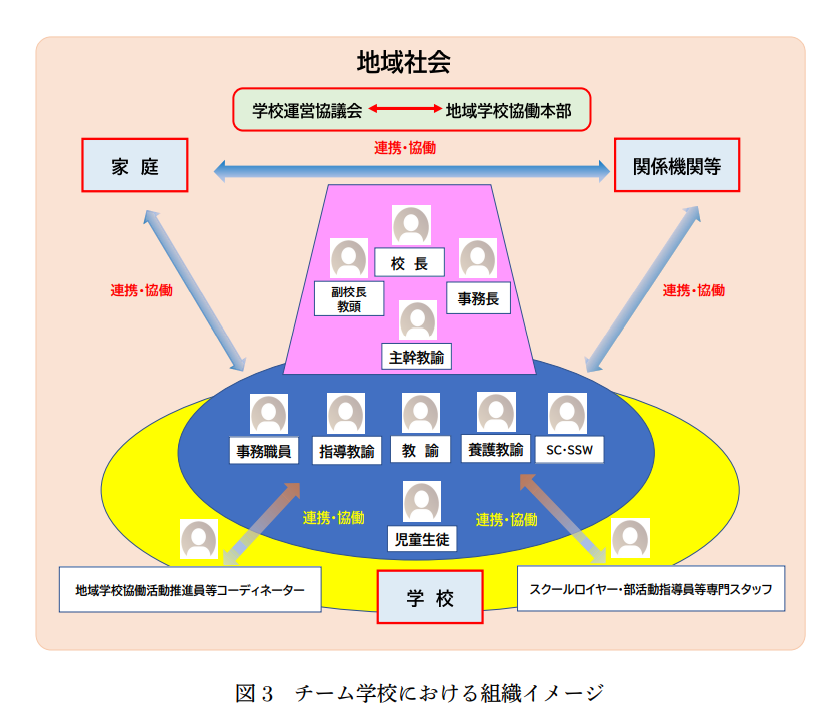 地域社会
学校運営協議会 地域学校協働本部
連携・協働
家 庭
関係機関等
校 長
副校長
教頭
事務長
連携・協働
連携・協働
主幹教諭
事務職員
指導教諭
教 諭
養護教諭
SC・SSW
連携・協働
連携・協働
児童生徒
地域学校協働活動推進員等コーディネーター
学 校
スクールロイヤー・部活動指導員等専門スタッフ
図 3 チーム学校における組織イメージ